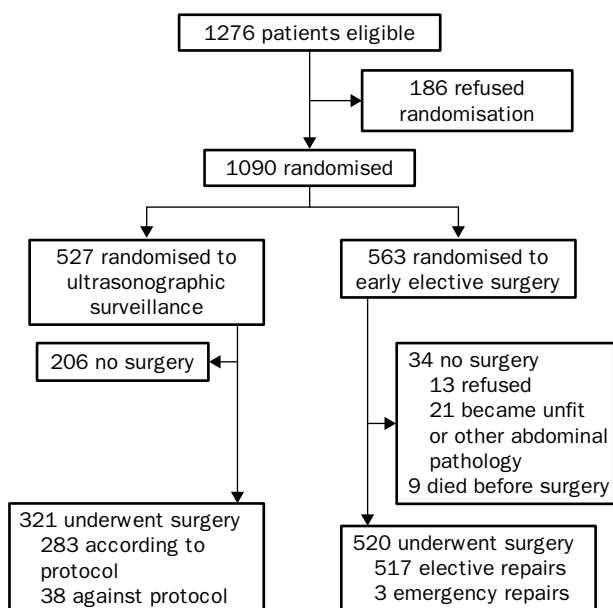 1276 patients eligible
186 refused
randomisation
1090 randomised
527 randomised to
ultrasonographic
surveillance
563 randomised to
early elective surgery
206 no surgery
34 no surgery
13 refused
21 became unfit
or other abdominal
pathology
9 died before surgery
321 underwent surgery
283 according to
protocol
38 against protocol
520 underwent surgery
517 elective repairs
3 emergency repairs